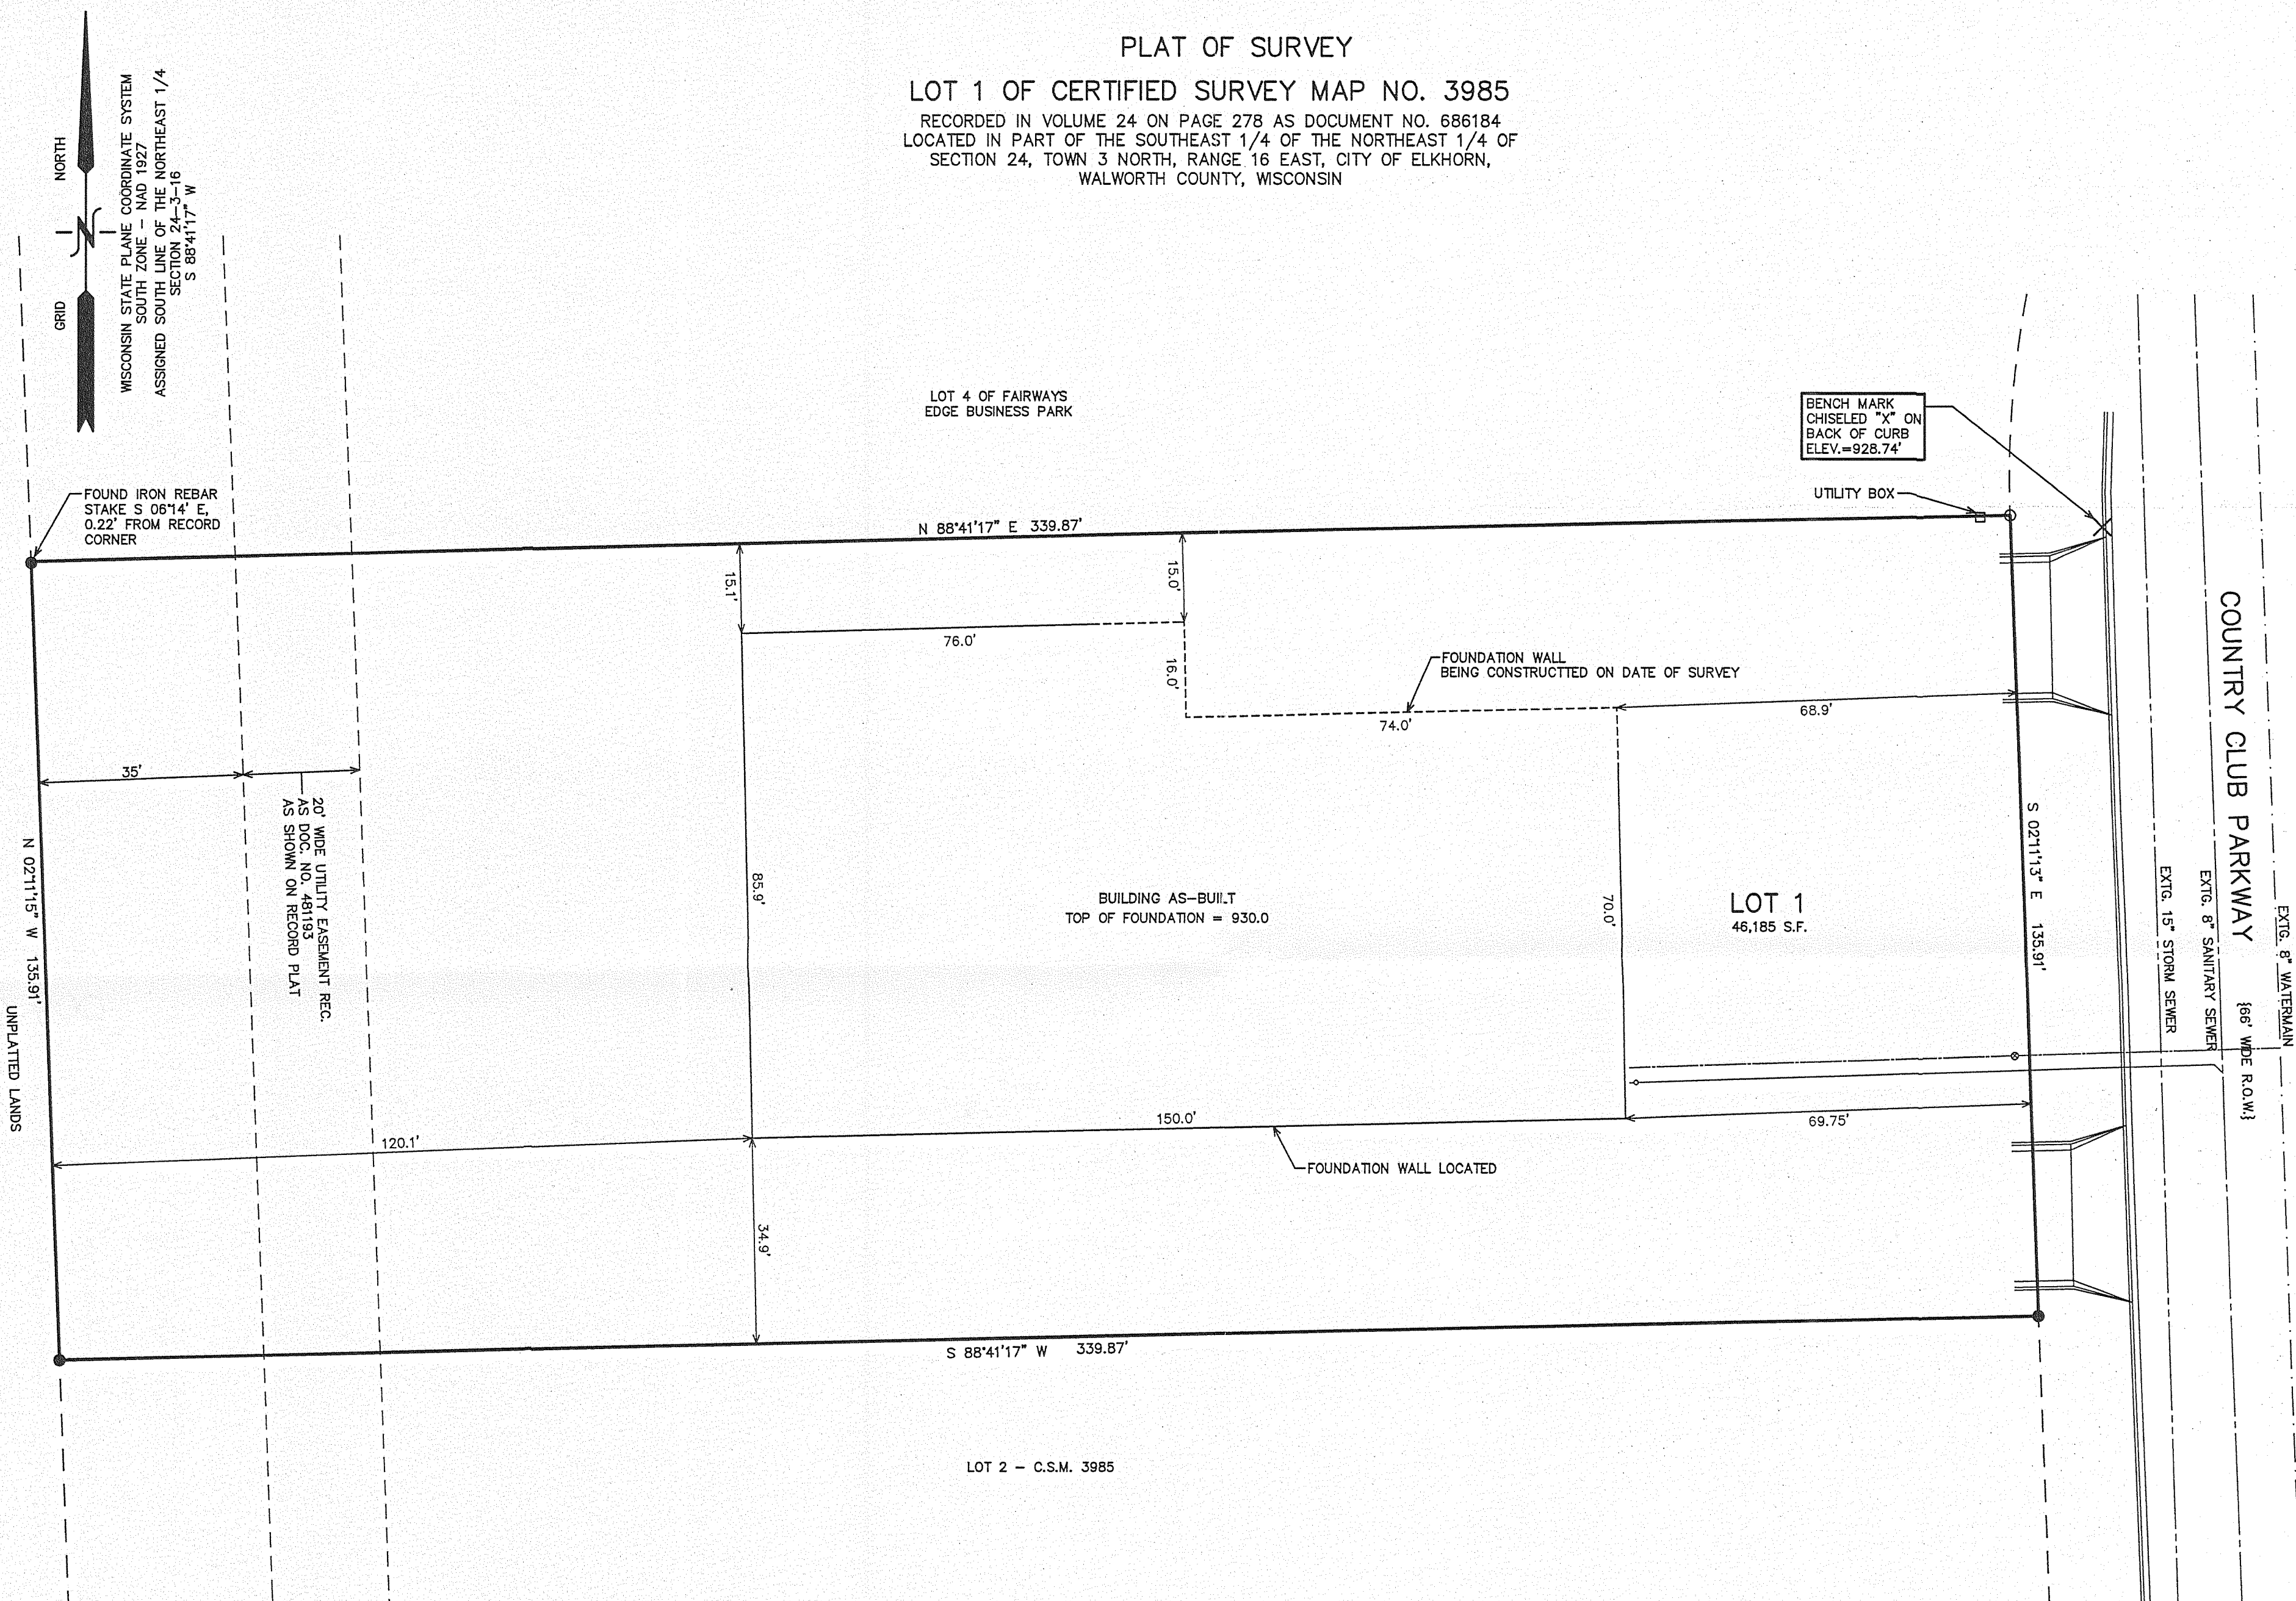 PLAT OF SURVEY
LOT 1 OF CERTIFIED SURVEY MAP NO. 3985
RECORDED IN VOLUME 24 ON PAGE 278 AS DOCUMENT NO. 686184
LOCATED IN PART OF THE SOUTHEAST 1/4 OF THE NORTHEAST 1/4 OF
SECTION 24, TOWN 3 NORTH, RANGE 16 EAST, CITY OF ELKHORN,
WALWORTH COUNTY, WISCONSIN
GRID NORTH
N
WISCONSIN STATE PLANE COORDINATE SYSTEM
SOUTH ZONE – NAD 1927
ASSIGNED SOUTH LINE OF THE NORTHEAST 1/4
SECTION 24–3–16
S 88°41'17" W
LOT 4 OF FAIRWAYS
EDGE BUSINESS PARK
BENCH MARK
CHISELED "X" ON
BACK OF CURB
ELEV.=928.74'
UTILITY BOX
FOUND IRON REBAR
STAKE S 06°14' E,
0.22' FROM RECORD
CORNER
N 88°41'17" E 339.87'
15.1'
15.0'
76.0'
16.0'
FOUNDATION WALL
BEING CONSTRUCTTED ON DATE OF SURVEY
74.0'
68.9'
35'
20' WIDE UTILITY EASEMENT REC.
AS DOC. NO. 481193
AS SHOWN ON RECORD PLAT
N 02°11'15" W 135.91'
UNPLATTED LANDS
85.9'
BUILDING AS–BUILT
TOP OF FOUNDATION = 930.0
70.0'
LOT 1
46,185 S.F.
S 02°11'13" E 135.91'
COUNTRY CLUB PARKWAY {66' WIDE R.O.W.}
EXTG. 15" STORM SEWER
EXTG. 8" SANITARY SEWER
EXTG. 8" WATERMAIN
120.1'
150.0'
69.75'
FOUNDATION WALL LOCATED
34.9'
S 88°41'17" W 339.87'
LOT 2 – C.S.M. 3985